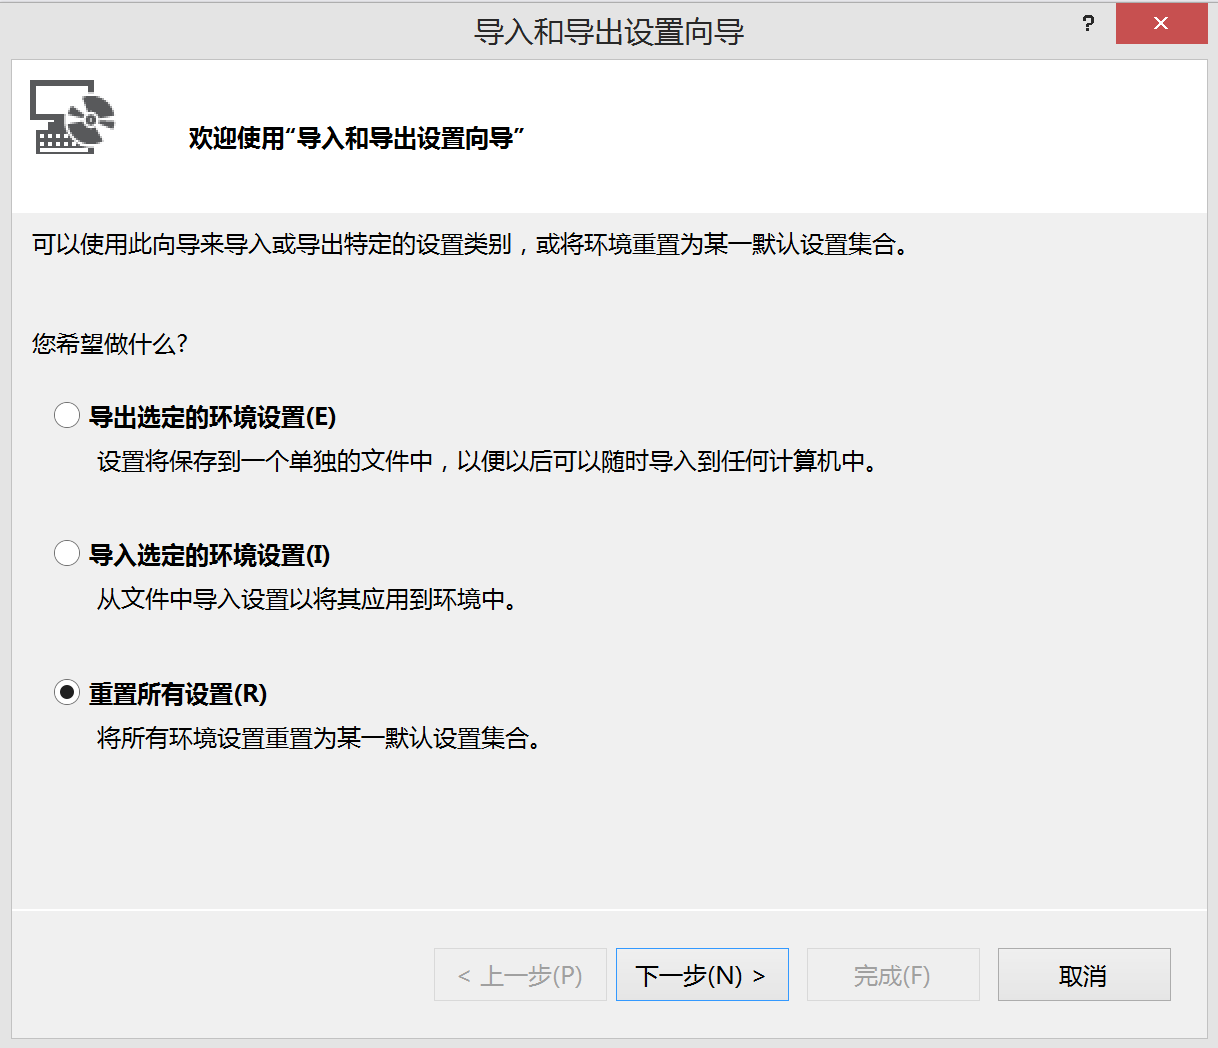 导入和导出设置向导
?
欢迎使用“导入和导出设置向导”
可以使用此向导来导入或导出特定的设置类别，或将环境重置为某一默认设置集合。
您希望做什么?
导出选定的环境设置(E)
设置将保存到一个单独的文件中，以便以后可以随时导入到任何计算机中。
导入选定的环境设置(I)
从文件中导入设置以将其应用到环境中。
重置所有设置(R)
将所有环境设置重置为某一默认设置集合。
< 上一步(P) 下一步(N) > 完成(F) 取消